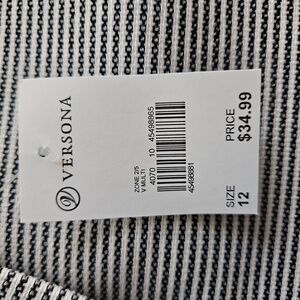 VERSONA
ZONE 2/5
V MULTI
4070 10 45498865
45498881
SIZE
12
PRICE
$34.99